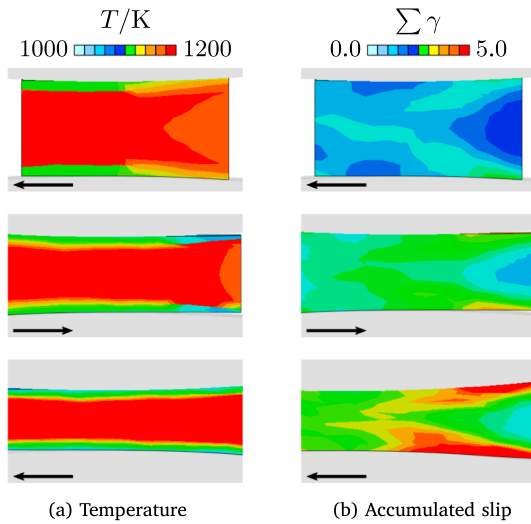 T/K
1000 1200
∑ γ
0.0 5.0
(a) Temperature
(b) Accumulated slip